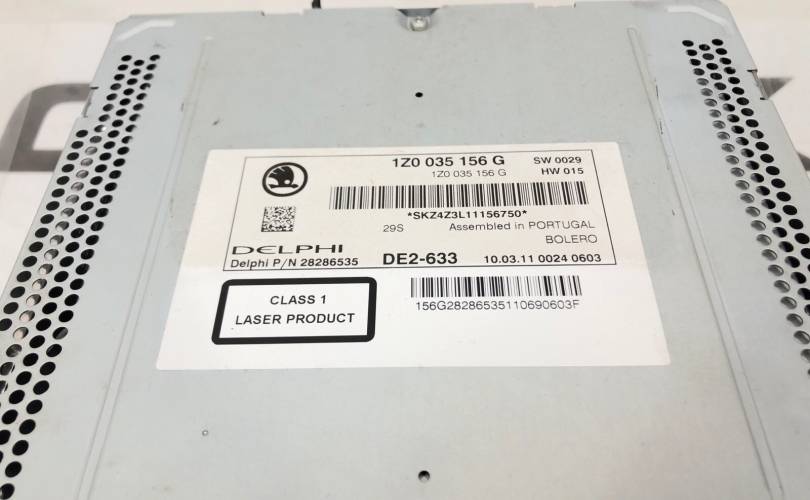 1Z0 035 156 G SW 0029
1Z0 035 156 G HW 015
*SKZ4Z3L11156750*
29S Assembled in PORTUGAL
BOLERO
DELPHI
Delphi P/N 28286535 DE2-633 10.03.11 0024 0603
CLASS 1
LASER PRODUCT
156G28286535110690603F